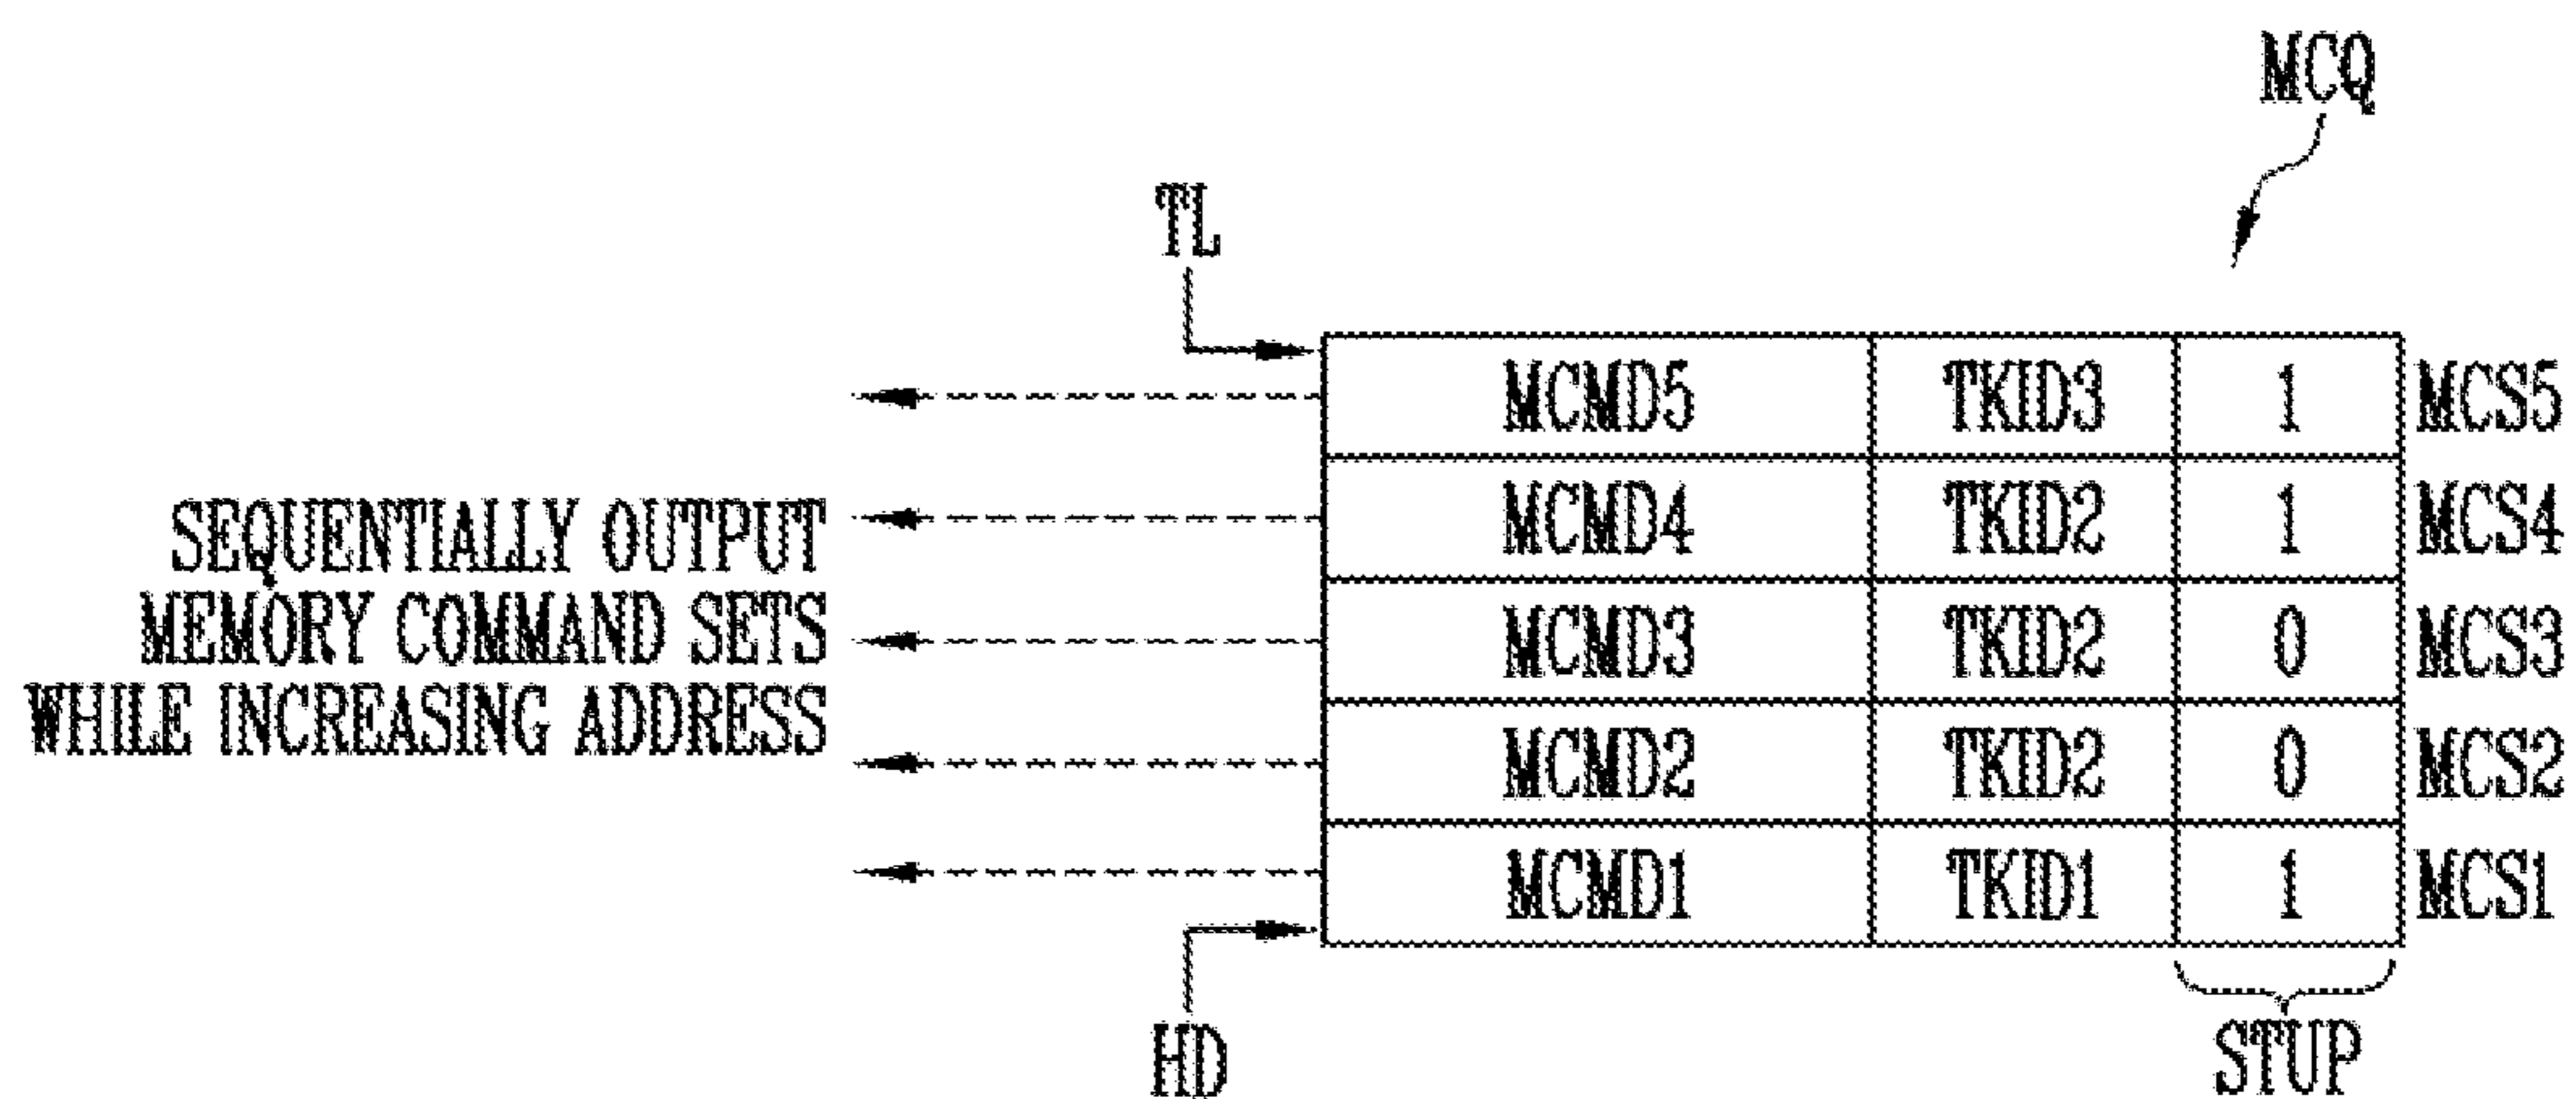 MCQ
TL
MCMD5 TKID3 1 MCS5
MCMD4 TKID2 1 MCS4
MCMD3 TKID2 0 MCS3
MCMD2 TKID2 0 MCS2
MCMD1 TKID1 1 MCS1
SEQUENTIALLY OUTPUT
MEMORY COMMAND SETS
WHILE INCREASING ADDRESS
HD
STUP